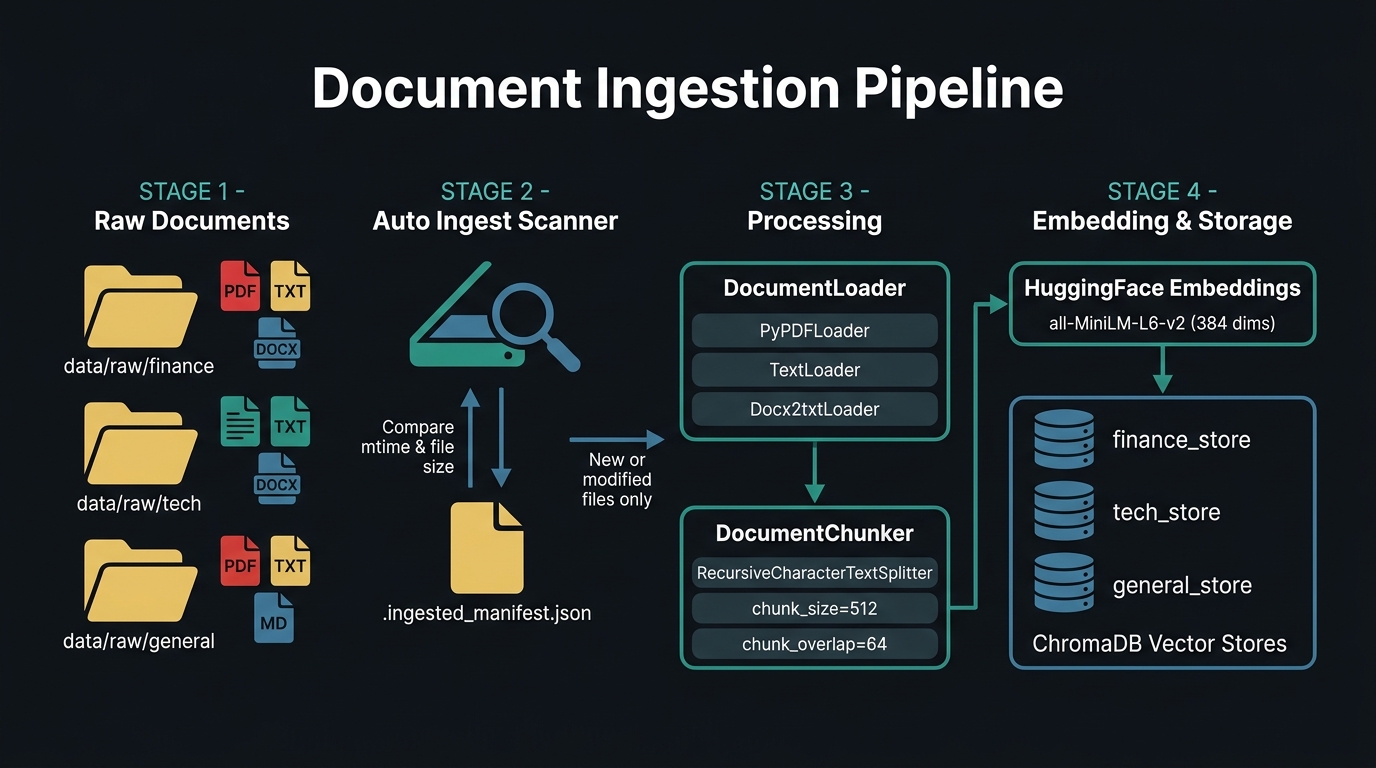 Document Ingestion Pipeline
STAGE 1 -
Raw Documents
PDF
TXT
DOCX
data/raw/finance
TXT
DOCX
data/raw/tech
PDF
TXT
MD
data/raw/general
STAGE 2 -
Auto Ingest Scanner
Compare
mtime & file
size
New or
modified
files only
.ingested_manifest.json
STAGE 3 -
Processing
DocumentLoader
PyPDFLoader
TextLoader
Docx2txtLoader
DocumentChunker
RecursiveCharacterTextSplitter
chunk_size=512
chunk_overlap=64
STAGE 4 -
Embedding & Storage
HuggingFace Embeddings
all-MiniLM-L6-v2 (384 dims)
finance_store
tech_store
general_store
ChromaDB Vector Stores